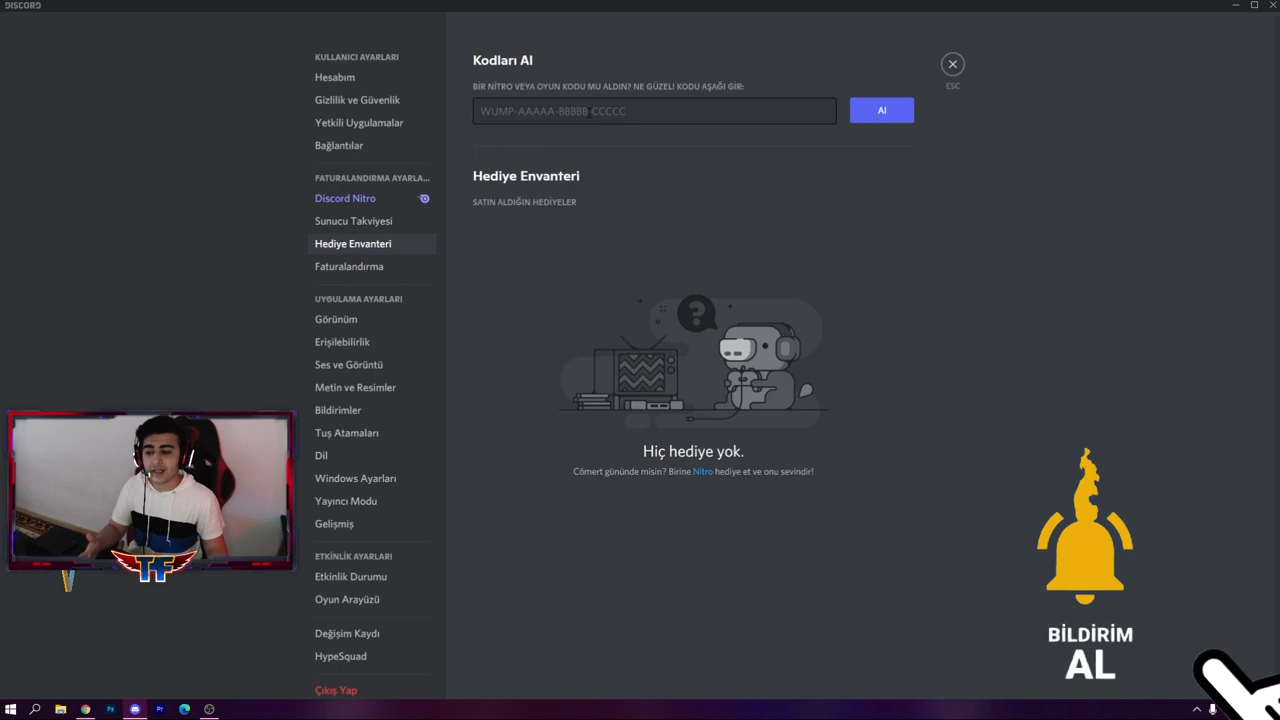 DISCORD
KULLANICI AYARLARI
Hesabım
Gizlilik ve Güvenlik
Yetkili Uygulamalar
Bağlantılar
FATURALANDIRMA AYARLA...
Discord Nitro
Sunucu Takviyesi
Hediye Envanteri
Faturalandırma
UYGULAMA AYARLARI
Görünüm
Erişilebilirlik
Ses ve Görüntü
Metin ve Resimler
Bildirimler
Tuş Atamaları
Dil
Windows Ayarları
Yayıncı Modu
Gelişmiş
ETKİNLİK AYARLARI
Etkinlik Durumu
Oyun Arayüzü
Değişim Kaydı
HypeSquad
Çıkış Yap
Kodları Al
BİR NİTRO VEYA OYUN KODU MU ALDIN? NE GÜZEL! KODU AŞAĞI GİR:
WUMP-AAAAA-BBBBB-CCCCC
Al
ESC
Hediye Envanteri
SATIN ALDIĞIN HEDİYELER
?
Hiç hediye yok.
Cömert gününde misin? Birine Nitro hediye et ve onu sevindir!
TF
BİLDİRİM
AL
Ps
Pr